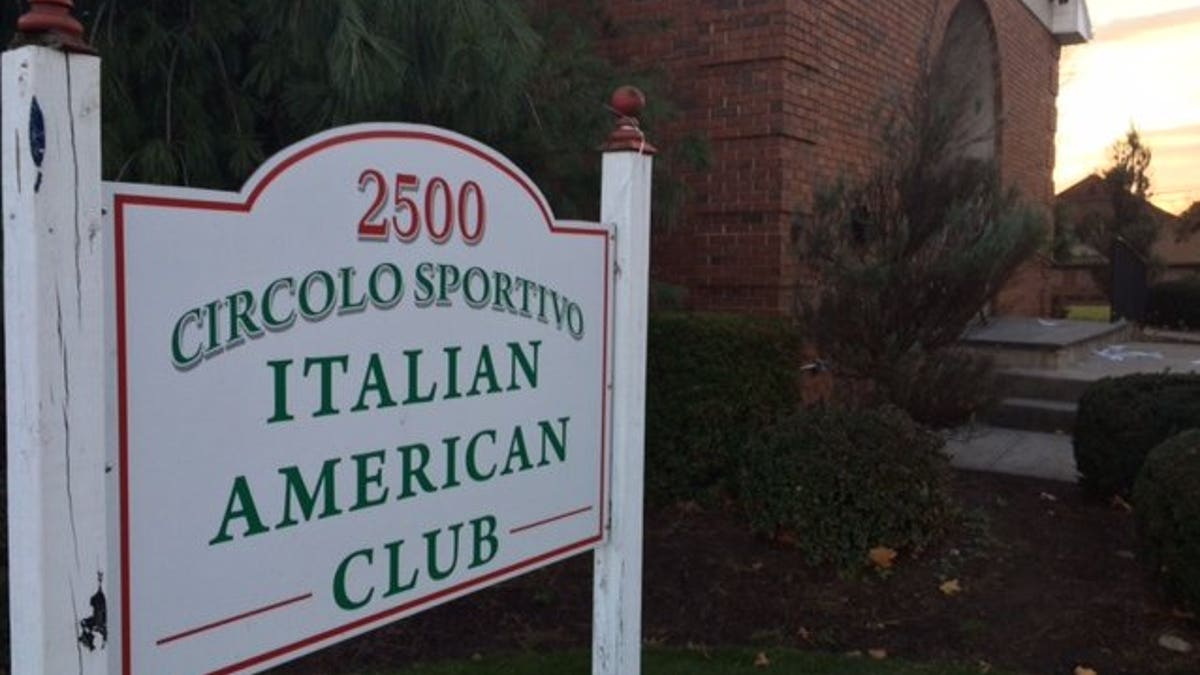 2500
CIRCOLO SPORTIVO
ITALIAN
AMERICAN
CLUB